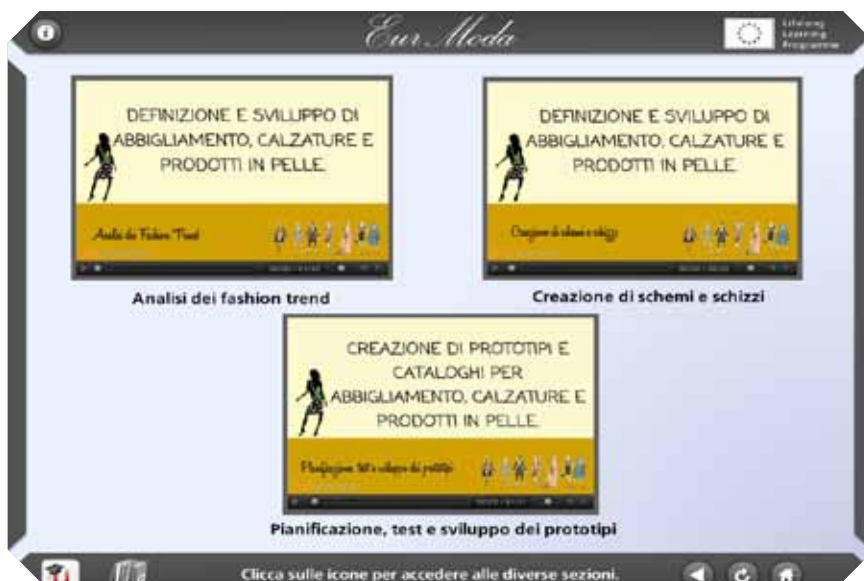 Eur Moda
Lifelong
Learning
Programme
DEFINIZIONE E SVILUPPO DI
ABBIGLIAMENTO, CALZATURE E
PRODOTTI IN PELLE
Analisi dei Fashion Trend
Analisi dei fashion trend
DEFINIZIONE E SVILUPPO DI
ABBIGLIAMENTO, CALZATURE E
PRODOTTI IN PELLE
Creazione di schemi e schizzi
Creazione di schemi e schizzi
CREAZIONE DI PROTOTIPI E
CATALOGHI PER
ABBIGLIAMENTO, CALZATURE E
PRODOTTI IN PELLE
Pianificazione, test e sviluppo dei prototipi
Pianificazione, test e sviluppo dei prototipi
Clicca sulle icone per accedere alle diverse sezioni.